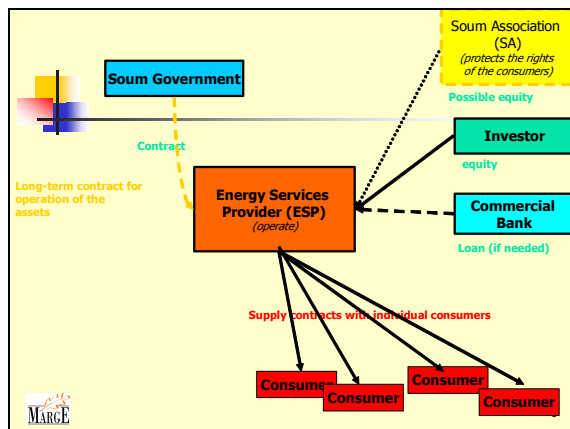 Soum Association
(SA)
(protects the rights
of the consumers)
Soum Government
Possible equity
Contract
Investor
equity
Long-term contract for
operation of the
assets
Energy Services
Provider (ESP)
(operate)
Commercial
Bank
Loan (if needed)
Supply contracts with individual consumers
Consumer
Consumer
Consumer
Consumer
MARGE